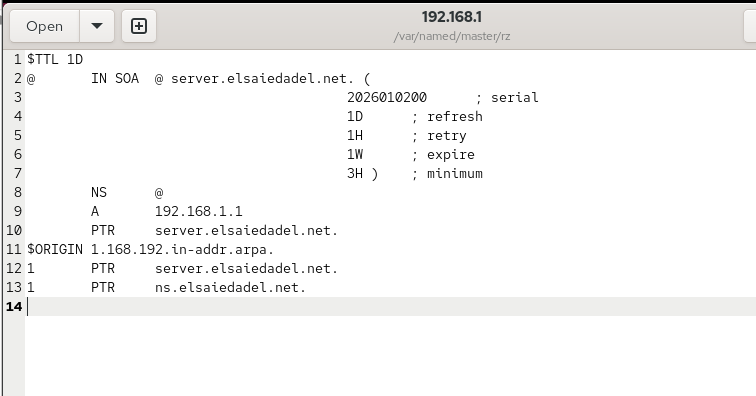 Open
192.168.1
/var/named/master/rz
1 $TTL 1D
2 @ IN SOA @ server.elsaiedadel.net. (
3 2026010200 ; serial
4 1D ; refresh
5 1H ; retry
6 1W ; expire
7 3H ) ; minimum
8 NS @
9 A 192.168.1.1
10 PTR server.elsaiedadel.net.
11 $ORIGIN 1.168.192.in-addr.arpa.
12 1 PTR server.elsaiedadel.net.
13 1 PTR ns.elsaiedadel.net.
14